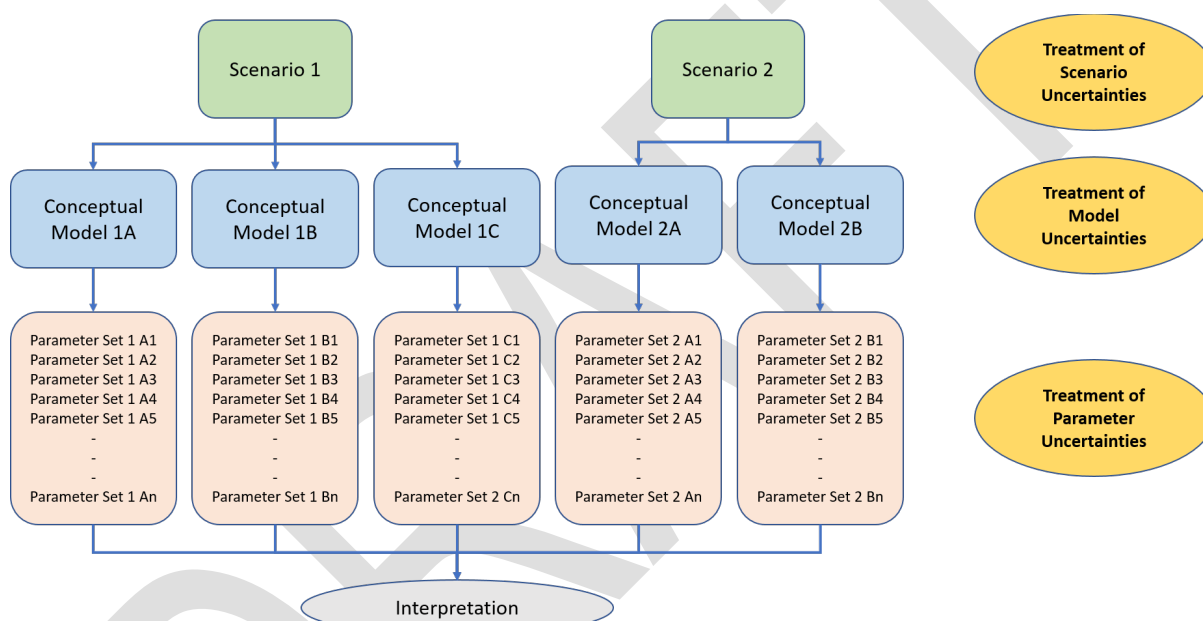 Scenario 1
Scenario 2
Treatment of
Scenario
Uncertainties
Conceptual
Model 1A
Conceptual
Model 1B
Conceptual
Model 1C
Conceptual
Model 2A
Conceptual
Model 2B
Treatment of
Model
Uncertainties
Parameter Set 1 A1
Parameter Set 1 A2
Parameter Set 1 A3
Parameter Set 1 A4
Parameter Set 1 A5
-
-
-
Parameter Set 1 An
Parameter Set 1 B1
Parameter Set 1 B2
Parameter Set 1 B3
Parameter Set 1 B4
Parameter Set 1 B5
-
-
-
Parameter Set 1 Bn
Parameter Set 1 C1
Parameter Set 1 C2
Parameter Set 1 C3
Parameter Set 1 C4
Parameter Set 1 C5
-
-
-
Parameter Set 2 Cn
Parameter Set 2 A1
Parameter Set 2 A2
Parameter Set 2 A3
Parameter Set 2 A4
Parameter Set 2 A5
-
-
-
Parameter Set 2 An
Parameter Set 2 B1
Parameter Set 2 B2
Parameter Set 2 B3
Parameter Set 2 B4
Parameter Set 2 B5
-
-
-
Parameter Set 2 Bn
Treatment of
Parameter
Uncertainties
Interpretation
DRAFT